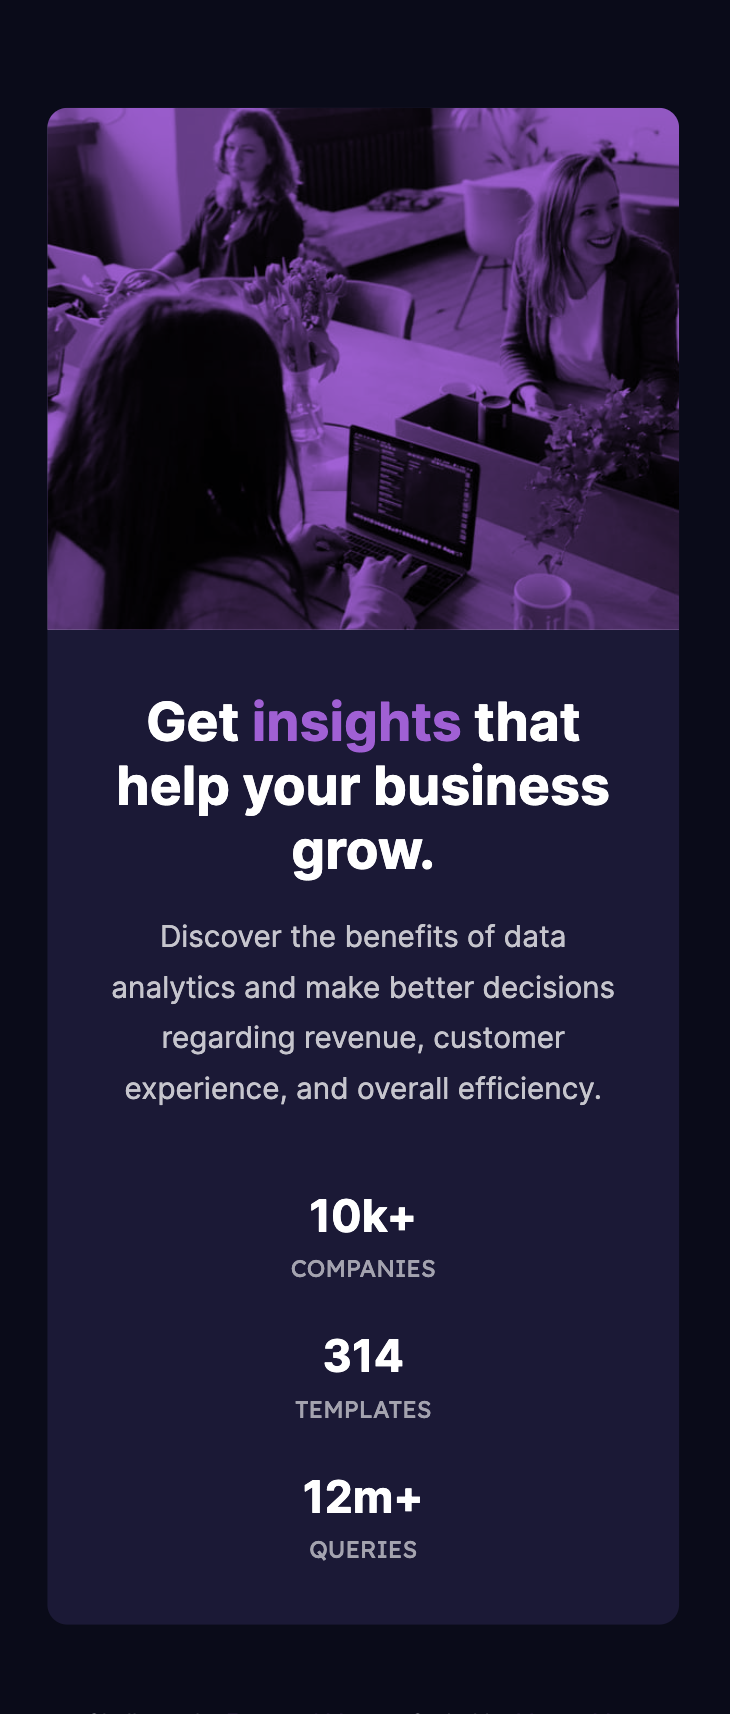 Get insights that
help your business
grow.
Discover the benefits of data
analytics and make better decisions
regarding revenue, customer
experience, and overall efficiency.
10k+
COMPANIES
314
TEMPLATES
12m+
QUERIES